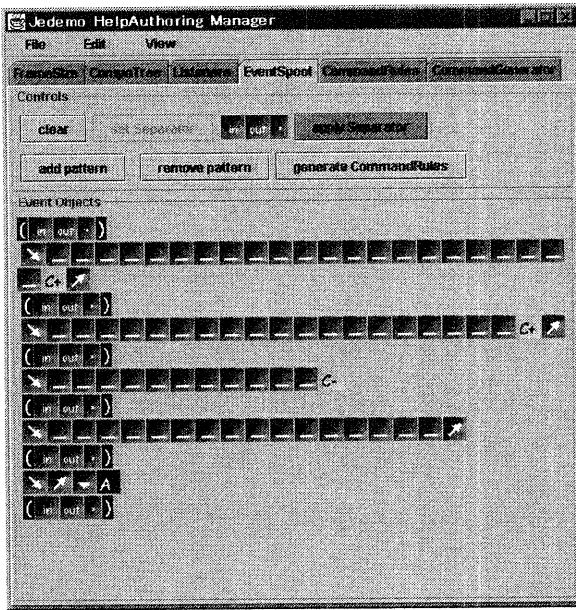 Jedemo HelpAuthoring Manager
File Edit View
FrameSize CompoTree Listeners EventSpool CommandRules CommandGenerator
Controls
clear set Separator in out • apply Separator
add pattern remove pattern generate CommandRules
Event Objects
( in out • )
C+
( in out • )
C+
( in out • )
C-
( in out • )
( in out • )
A
( in out • )